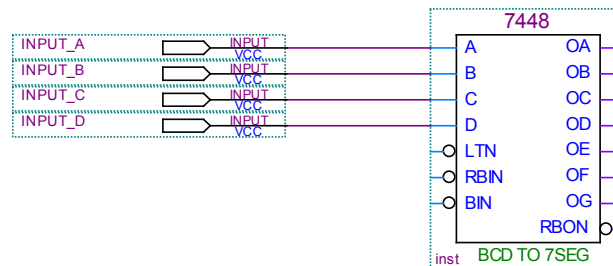 7448
INPUT_A INPUT VCC A OA
INPUT_B INPUT VCC B OB
INPUT_C INPUT VCC C OC
INPUT_D INPUT VCC D OD
LTN OE
RBIN OF
BIN OG
RBON
inst BCD TO 7SEG